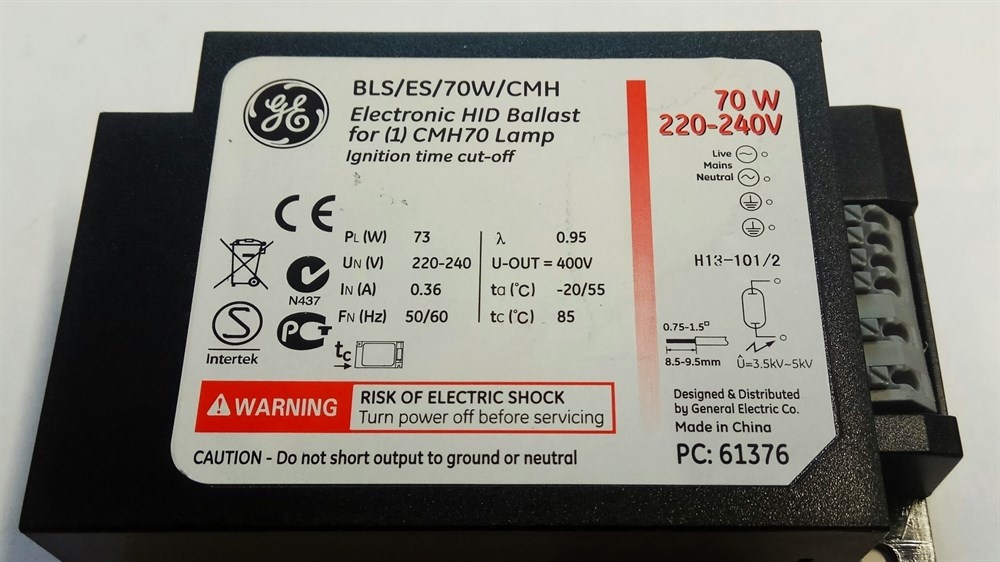 GE
BLS/ES/70W/CMH
Electronic HID Ballast
for (1) CMH70 Lamp
Ignition time cut-off
CE
N437
S
Intertek
PCT
PL (W) 73
UN (V) 220-240
IN (A) 0.36
FN (Hz) 50/60
λ 0.95
U-OUT = 400V
ta (°C) -20/55
tc (°C) 85
tc
WARNING
RISK OF ELECTRIC SHOCK
Turn power off before servicing
CAUTION - Do not short output to ground or neutral
70 W
220-240V
Live
Mains
Neutral
H13-101/2
0.75-1.5□
8.5-9.5mm
Û=3.5kV~5kV
Designed & Distributed
by General Electric Co.
Made in China
PC: 61376